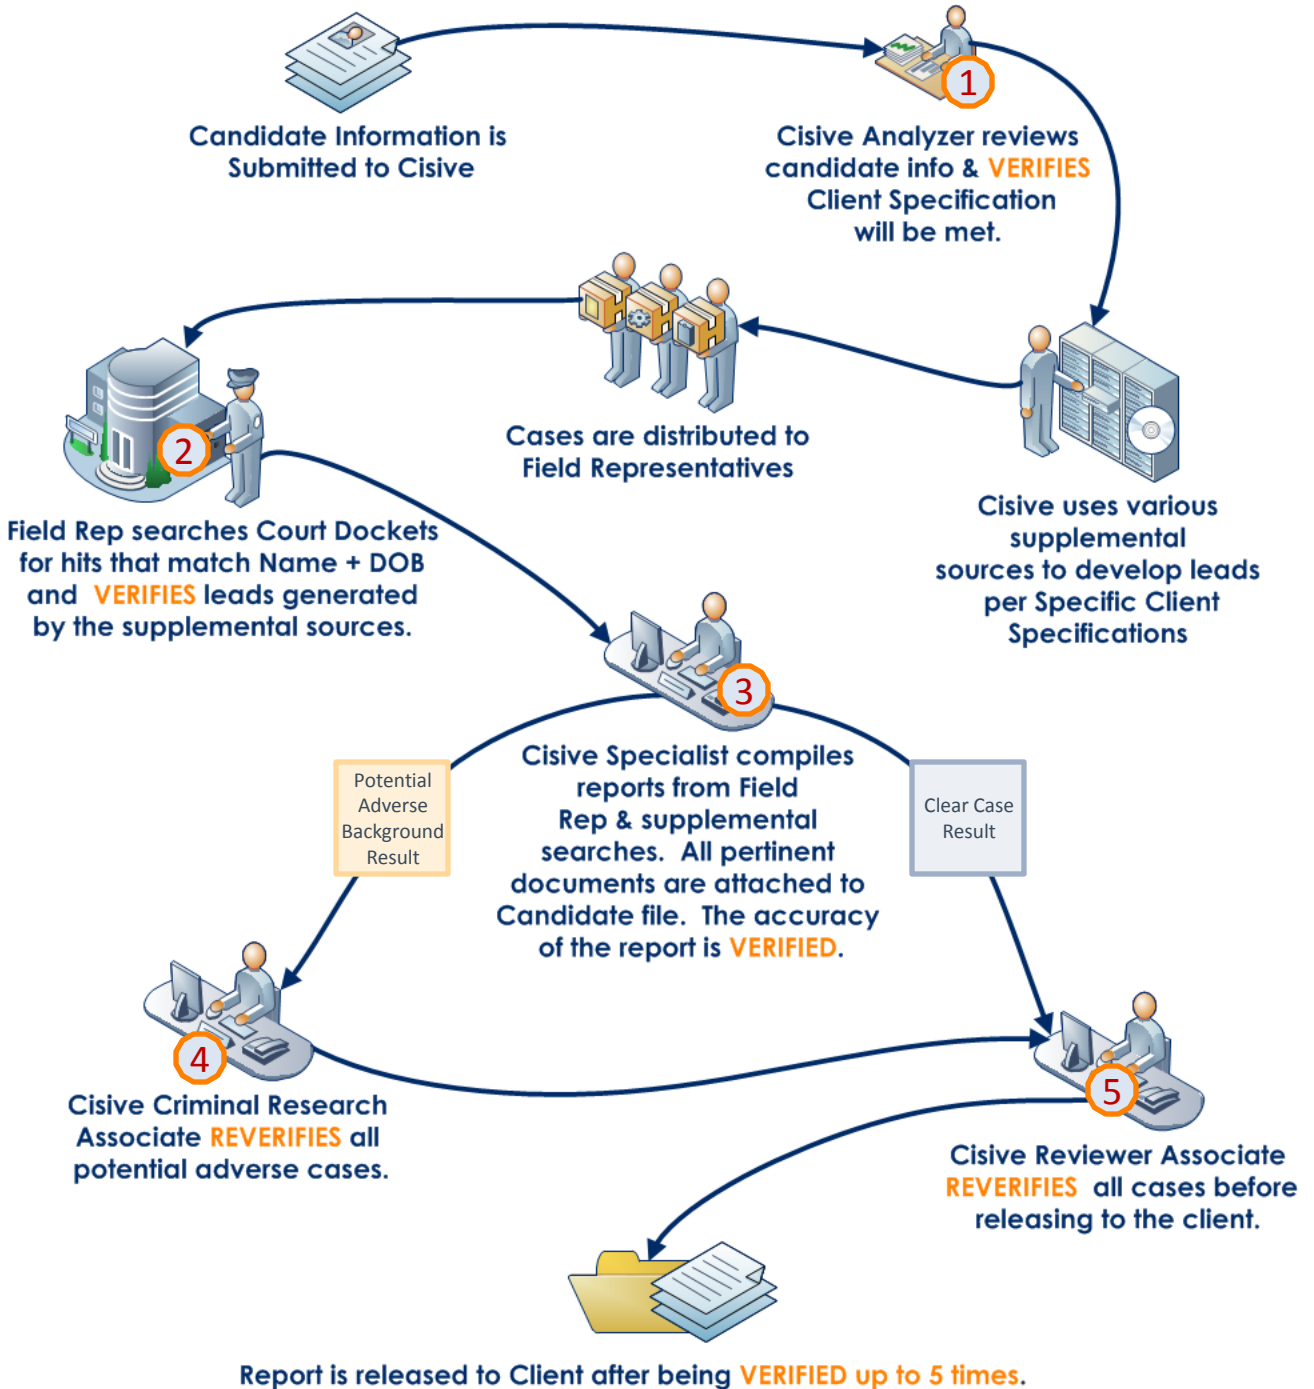 1
Candidate Information is
Submitted to Cisive
Cisive Analyzer reviews
candidate info & VERIFIES
Client Specification
will be met.
Cases are distributed to
Field Representatives
2
Field Rep searches Court Dockets
for hits that match Name + DOB
and VERIFIES leads generated
by the supplemental sources.
Cisive uses various
supplemental
sources to develop leads
per Specific Client
Specifications
3
Cisive Specialist compiles
reports from Field
Rep & supplemental
searches. All pertinent
documents are attached to
Candidate file. The accuracy
of the report is VERIFIED.
Potential
Adverse
Background
Result
Clear Case
Result
4
Cisive Criminal Research
Associate REVERIFIES all
potential adverse cases.
5
Cisive Reviewer Associate
REVERIFIES all cases before
releasing to the client.
Report is released to Client after being VERIFIED up to 5 times.